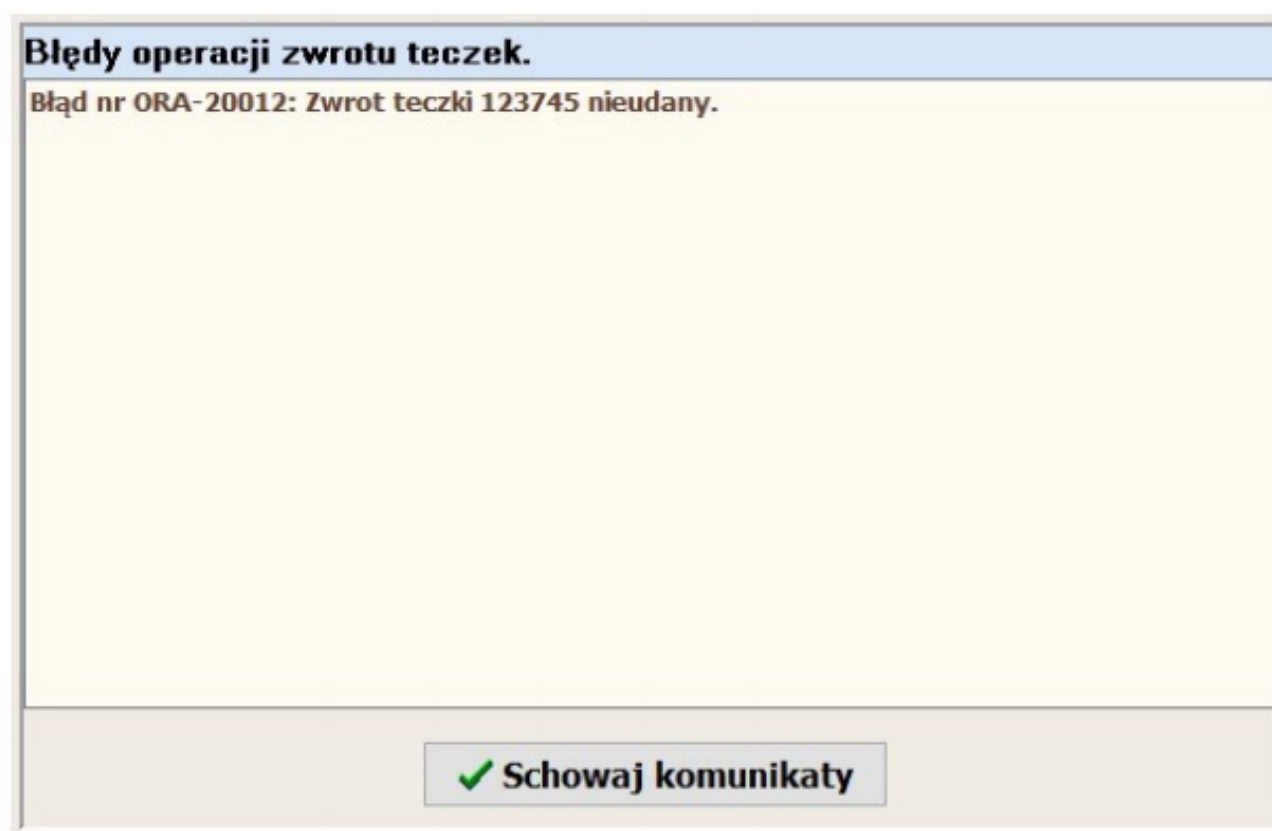 Błędy operacji zwrotu teczek.
Błąd nr ORA-20012: Zwrot teczki 123745 nieudany.
Schowaj komunikaty